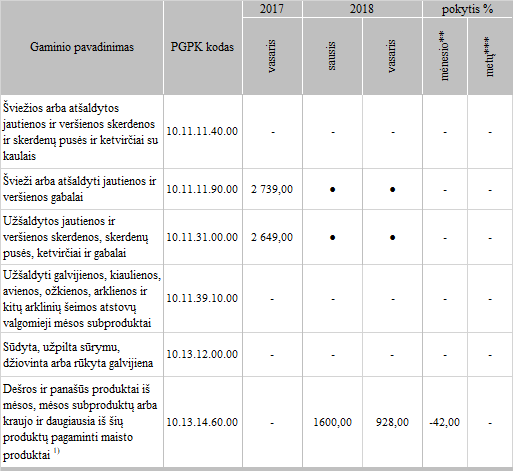 Gaminio pavadinimas PGPK kodas 2017 2018 pokytis %
vasaris sausis vasaris mėnesio** metų***
Šviežios arba atšaldytos
jautienos ir veršienos skerdenos
ir skerdenų pusės ir ketvirčiai su
kaulais
10.11.11.40.00 - - - - -
Švieži arba atšaldyti jautienos ir
veršienos gabalai
10.11.11.90.00 2 739,00 ● ● - -
Užšaldytos jautienos ir
veršienos skerdenos, skerdenų
pusės, ketvirčiai ir gabalai
10.11.31.00.00 2 649,00 ● ● - -
Užšaldyti galvijienos, kiaulienos,
avienos, ožkienos, arklienos ir
kitų arklinių šeimos atstovų
valgomieji mėsos subproduktai
10.11.39.10.00 - - - - -
Sūdyta, užpilta sūrymu,
džiovinta arba rūkyta galvijiena
10.13.12.00.00 - - - - -
Dešros ir panašūs produktai iš
mėsos, mėsos subproduktų arba
kraujo ir daugiausia iš šių
produktų pagaminti maisto
produktai 1)
10.13.14.60.00 - 1600,00 928,00 -42,00 -